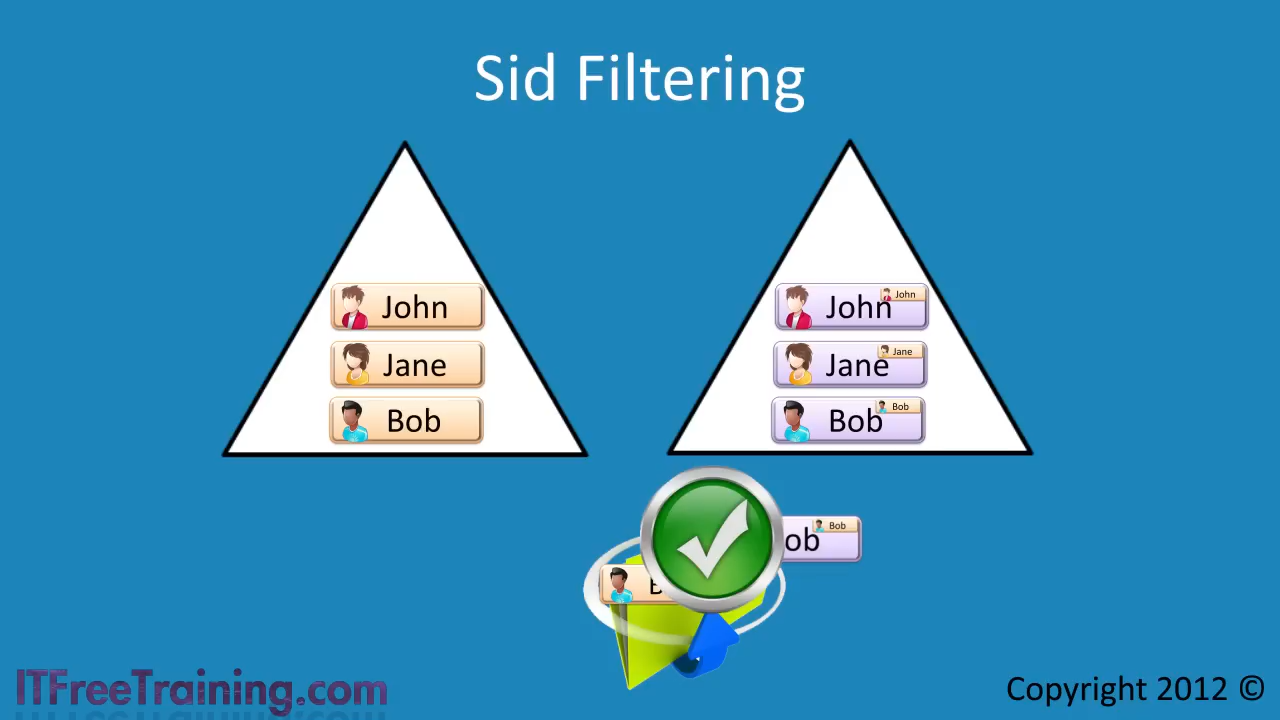 Sid Filtering
John
Jane
Bob
John
John
Jane
Jane
Bob
Bob
Bob
ITFreeTraining.com
Copyright 2012 ©